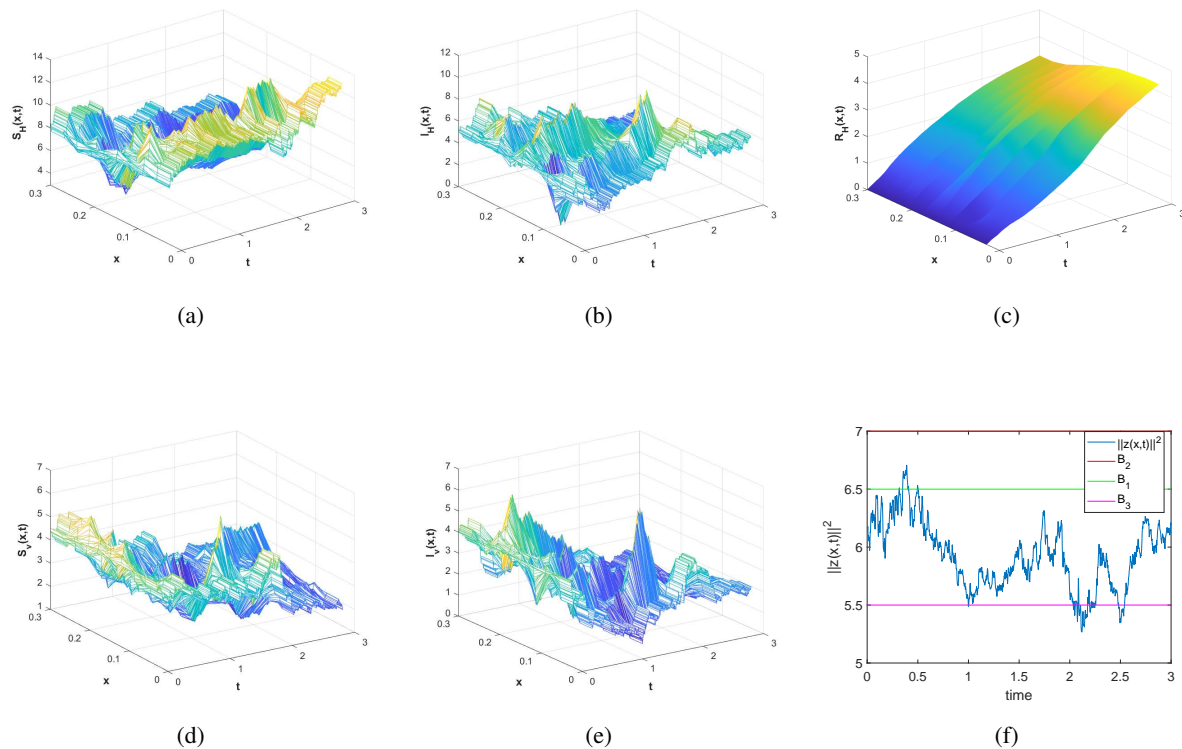 14
12
10
8
6
4
S_H(x,t)
0.3
0.2
0.1
0
x
0
1
2
3
t
(a)
12
10
8
6
4
2
0
I_H(x,t)
0.3
0.2
0.1
0
x
0
1
2
3
t
(b)
5
4
3
2
1
0
R_H(x,t)
0.3
0.2
0.1
0
x
0
1
2
3
t
(c)
7
6
5
4
3
2
1
S_v(x,t)
0.3
0.2
0.1
0
x
0
1
2
3
t
(d)
7
6
5
4
3
2
1
0
I_v(x,t)
0.3
0.2
0.1
0
x
0
1
2
3
t
(e)
7
6.5
6
5.5
5
||z(x,t)||²
||z(x,t)||²
B₂
B₁
B₃
0 0.5 1 1.5 2 2.5 3
time
(f)